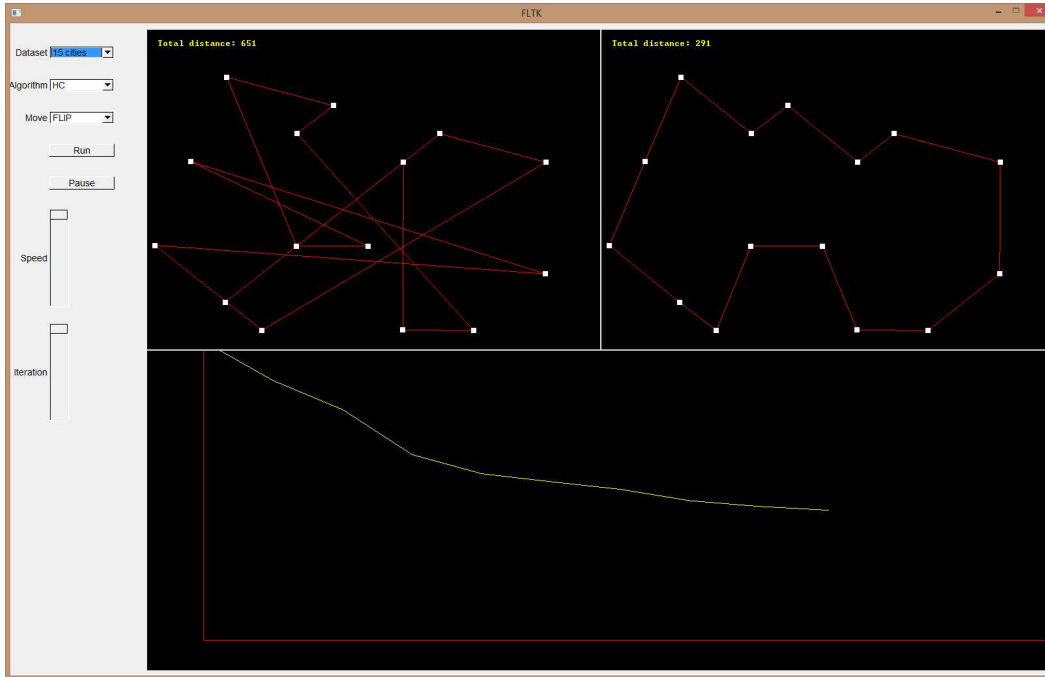 FLTK
Dataset 15 cities
Algorithm HC
Move FLIP
Run
Pause
Speed
Iteration
Total distance: 651
Total distance: 291